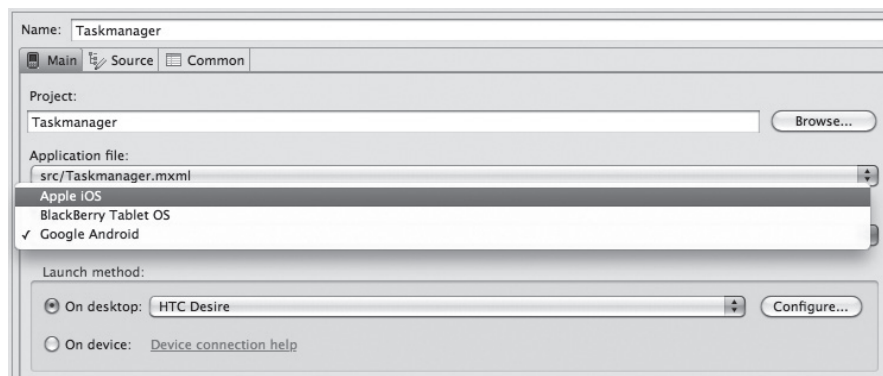 Name: Taskmanager
Main Source Common
Project:
Taskmanager Browse...
Application file:
src/Taskmanager.mxml
Apple iOS
BlackBerry Tablet OS
✓ Google Android
Launch method:
On desktop: HTC Desire Configure...
On device: Device connection help